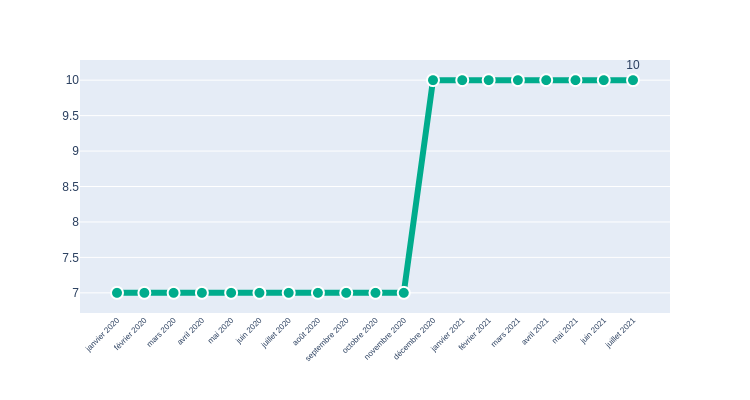 10
10
9.5
9
8.5
8
7.5
7
janvier 2020
février 2020
mars 2020
avril 2020
mai 2020
juin 2020
juillet 2020
août 2020
septembre 2020
octobre 2020
novembre 2020
décembre 2020
janvier 2021
février 2021
mars 2021
avril 2021
mai 2021
juin 2021
juillet 2021